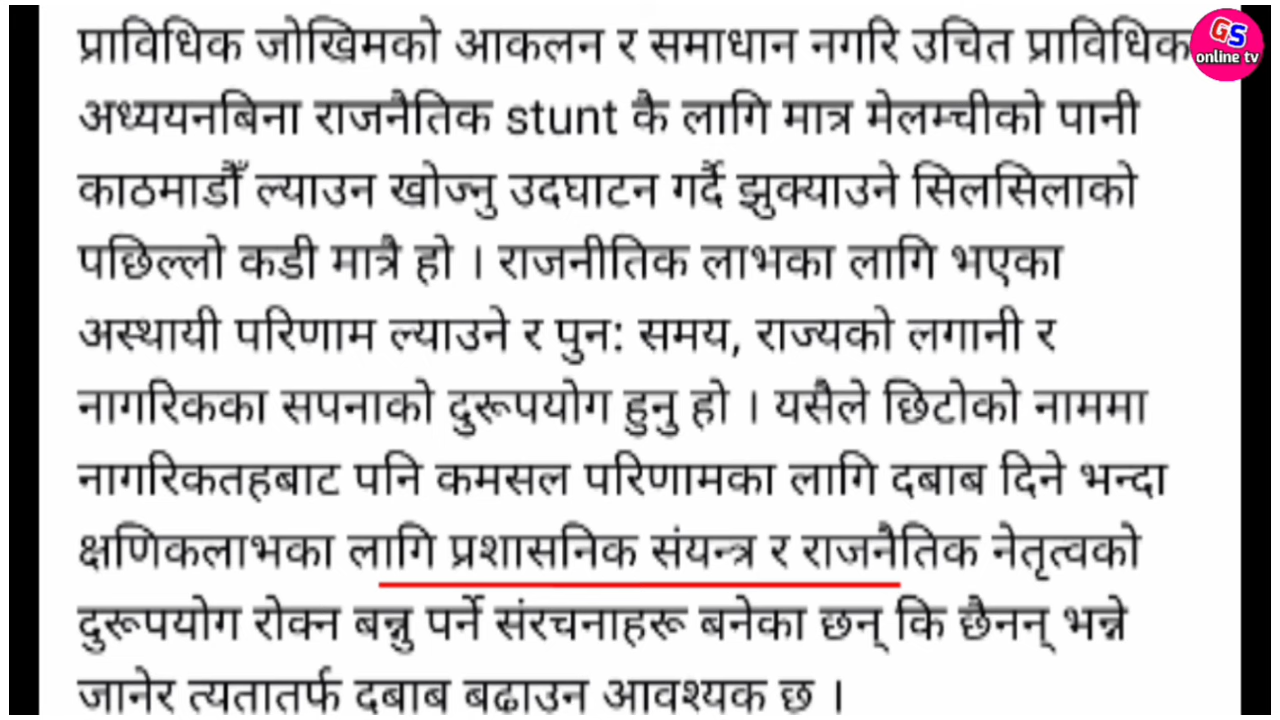 प्राविधिक जोखिमको आकलन र समाधान नगरि उचित प्राविधिक
GS
online tv
अध्ययनबिना राजनैतिक stunt कै लागि मात्र मेलम्चीको पानी
काठमाडौँ ल्याउन खोज्नु उदघाटन गर्दै झुक्याउने सिलसिलाको
पछिल्लो कडी मात्रै हो । राजनीतिक लाभका लागि भएका
अस्थायी परिणाम ल्याउने र पुन: समय, राज्यको लगानी र
नागरिकका सपनाको दुरूपयोग हुनु हो । यसैले छिटोको नाममा
नागरिकतहबाट पनि कमसल परिणामका लागि दबाब दिने भन्दा
क्षणिकलाभका लागि प्रशासनिक संयन्त्र र राजनैतिक नेतृत्वको
दुरूपयोग रोक्न बन्नु पर्ने संरचनाहरू बनेका छन् कि छैनन् भन्ने
जानेर त्यतातर्फ दबाब बढाउन आवश्यक छ ।